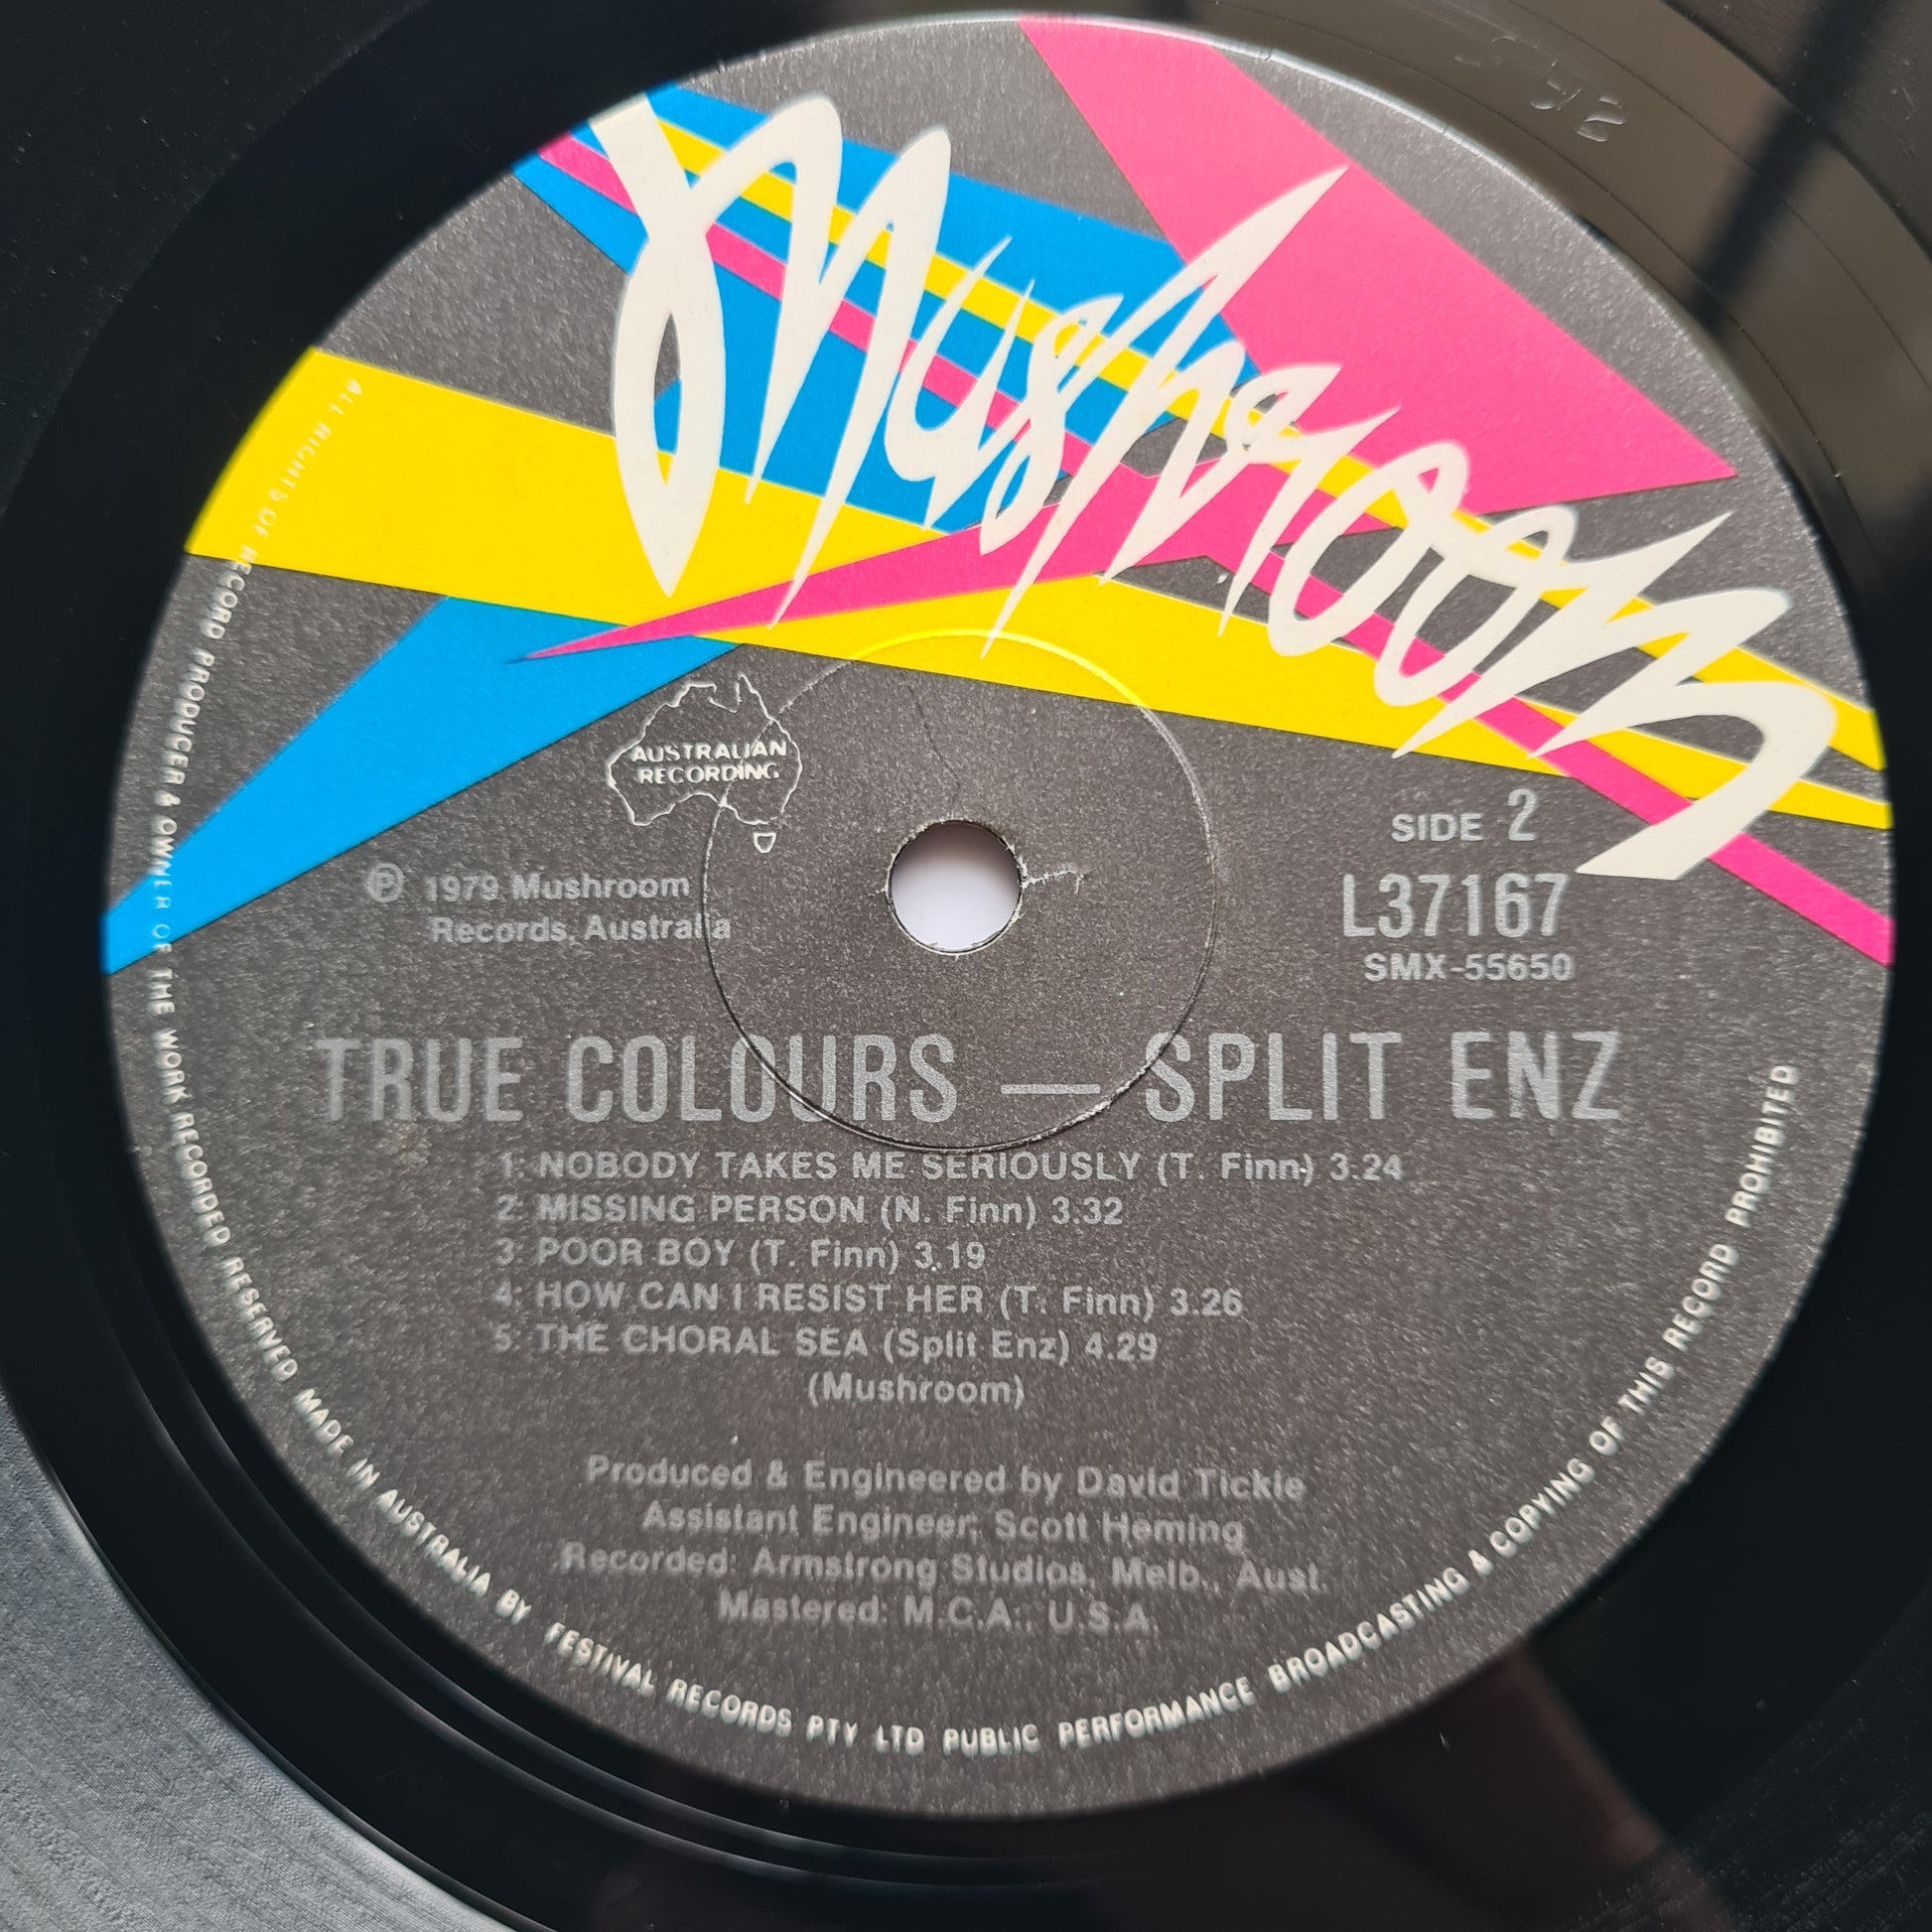 Mushroom
AUSTRALIAN
RECORDING
℗ 1979 Mushroom
Records, Australia
SIDE 2
L37167
SMX-55650
TRUE COLOURS — SPLIT ENZ
1: NOBODY TAKES ME SERIOUSLY (T. Finn) 3.24
2: MISSING PERSON (N. Finn) 3.32
3: POOR BOY (T. Finn) 3.19
4: HOW CAN I RESIST HER (T. Finn) 3.26
5: THE CHORAL SEA (Split Enz) 4.29
(Mushroom)
Produced & Engineered by David Tickle
Assistant Engineer: Scott Heming
Recorded: Armstrong Studios, Melb., Aust.
Mastered: M.C.A., U.S.A.
ALL RIGHTS OF RECORD PRODUCER & OWNER OF THE WORK RECORDED RESERVED MADE IN AUSTRALIA BY FESTIVAL RECORDS PTY LTD PUBLIC PERFORMANCE BROADCASTING & COPYING OF THIS RECORD PROHIBITED